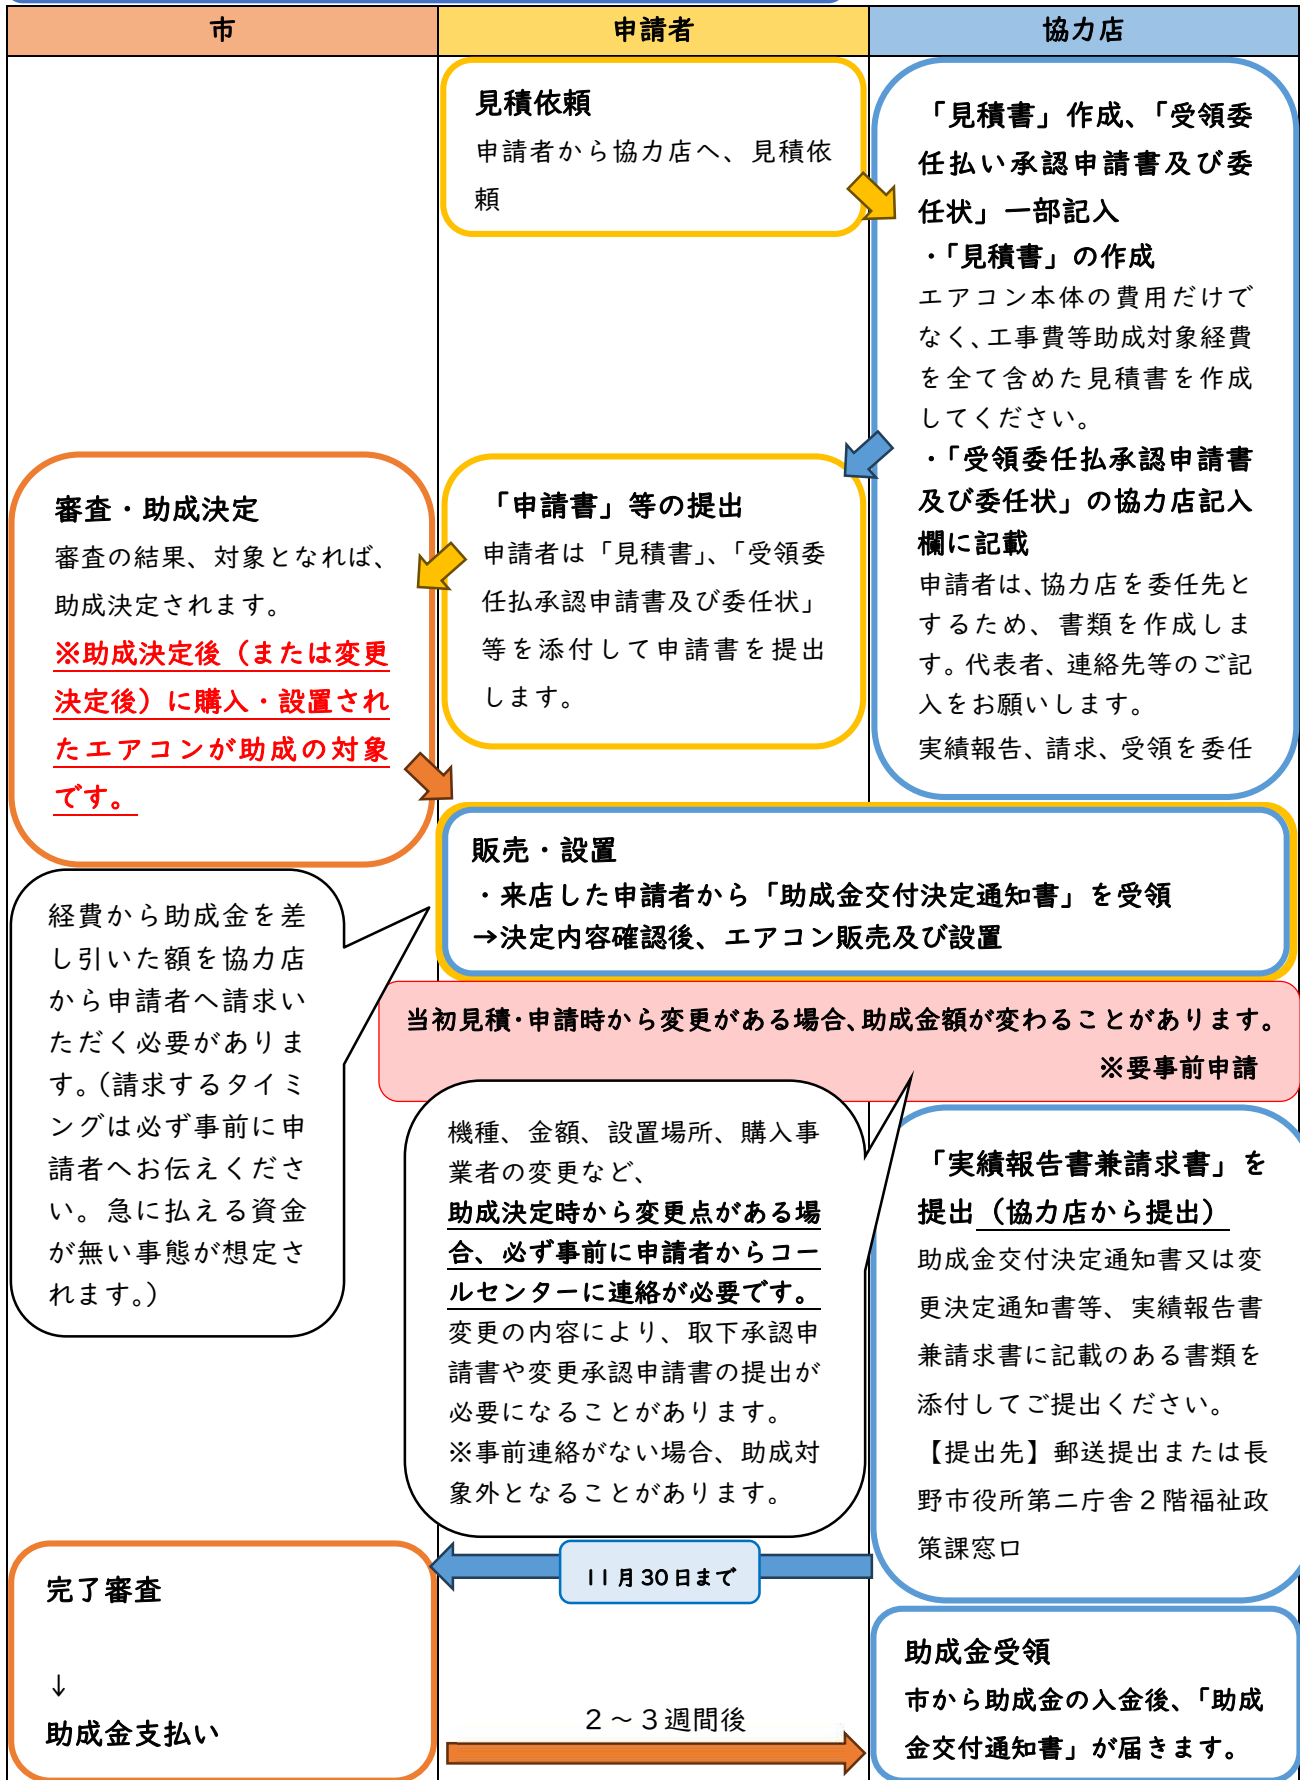 市
申請者
協力店
見積依頼
申請者から協力店へ、見積依
頼
「見積書」作成、「受領委
任払い承認申請書及び委
任状」一部記入
・「見積書」の作成
エアコン本体の費用だけで
なく、工事費等助成対象経費
を全て含めた見積書を作成
してください。
・「受領委任払承認申請書
及び委任状」の協力店記入
欄に記載
申請者は、協力店を委任先と
するため、書類を作成しま
す。代表者、連絡先等のご記
入をお願いします。
実績報告、請求、受領を委任
「申請書」等の提出
申請者は「見積書」、「受領委
任払承認申請書及び委任状」
等を添付して申請書を提出
します。
審査・助成決定
審査の結果、対象となれば、
助成決定されます。
※助成決定後（または変更
決定後）に購入・設置され
たエアコンが助成の対象
です。
販売・設置
・来店した申請者から「助成金交付決定通知書」を受領
→決定内容確認後、エアコン販売及び設置
経費から助成金を差
し引いた額を協力店
から申請者へ請求い
ただく必要がありま
す。（請求するタイミ
ングは必ず事前に申
請者へお伝えくださ
い。急に払える資金
が無い事態が想定さ
れます。）
当初見積・申請時から変更がある場合、助成金額が変わることがあります。
※要事前申請
機種、金額、設置場所、購入事
業者の変更など、
助成決定時から変更点がある場
合、必ず事前に申請者からコー
ルセンターに連絡が必要です。
変更の内容により、取下承認申
請書や変更承認申請書の提出が
必要になることがあります。
※事前連絡がない場合、助成対
象外となることがあります。
「実績報告書兼請求書」を
提出（協力店から提出）
助成金交付決定通知書又は変
更決定通知書等、実績報告書
兼請求書に記載のある書類を
添付してご提出ください。
【提出先】郵送提出または長
野市役所第二庁舎２階福祉政
策課窓口
11月30日まで
完了審査
↓
助成金支払い
２～３週間後
助成金受領
市から助成金の入金後、「助成
金交付通知書」が届きます。